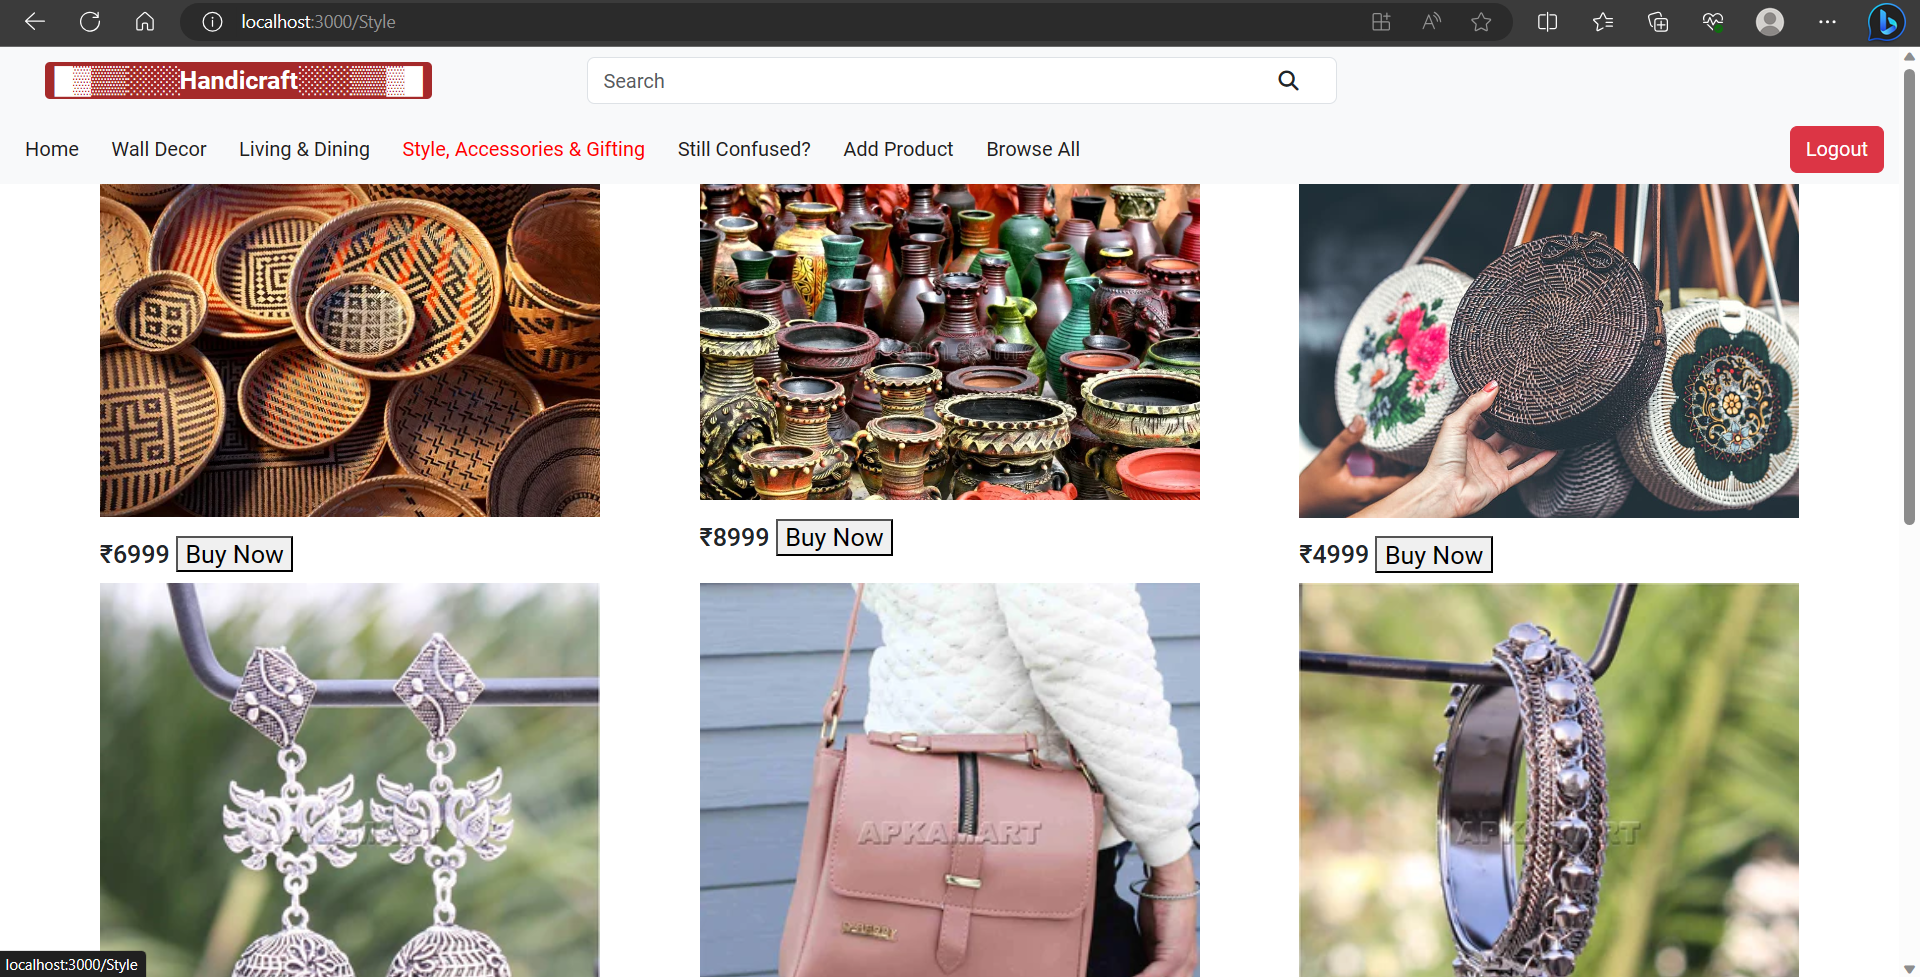 localhost:3000/Style
Handicraft
Search
Home Wall Decor Living & Dining Style, Accessories & Gifting Still Confused? Add Product Browse All Logout
₹6999 Buy Now
₹8999 Buy Now
₹4999 Buy Now
APKAMART
APKAMART
APKAMART
localhost:3000/Style